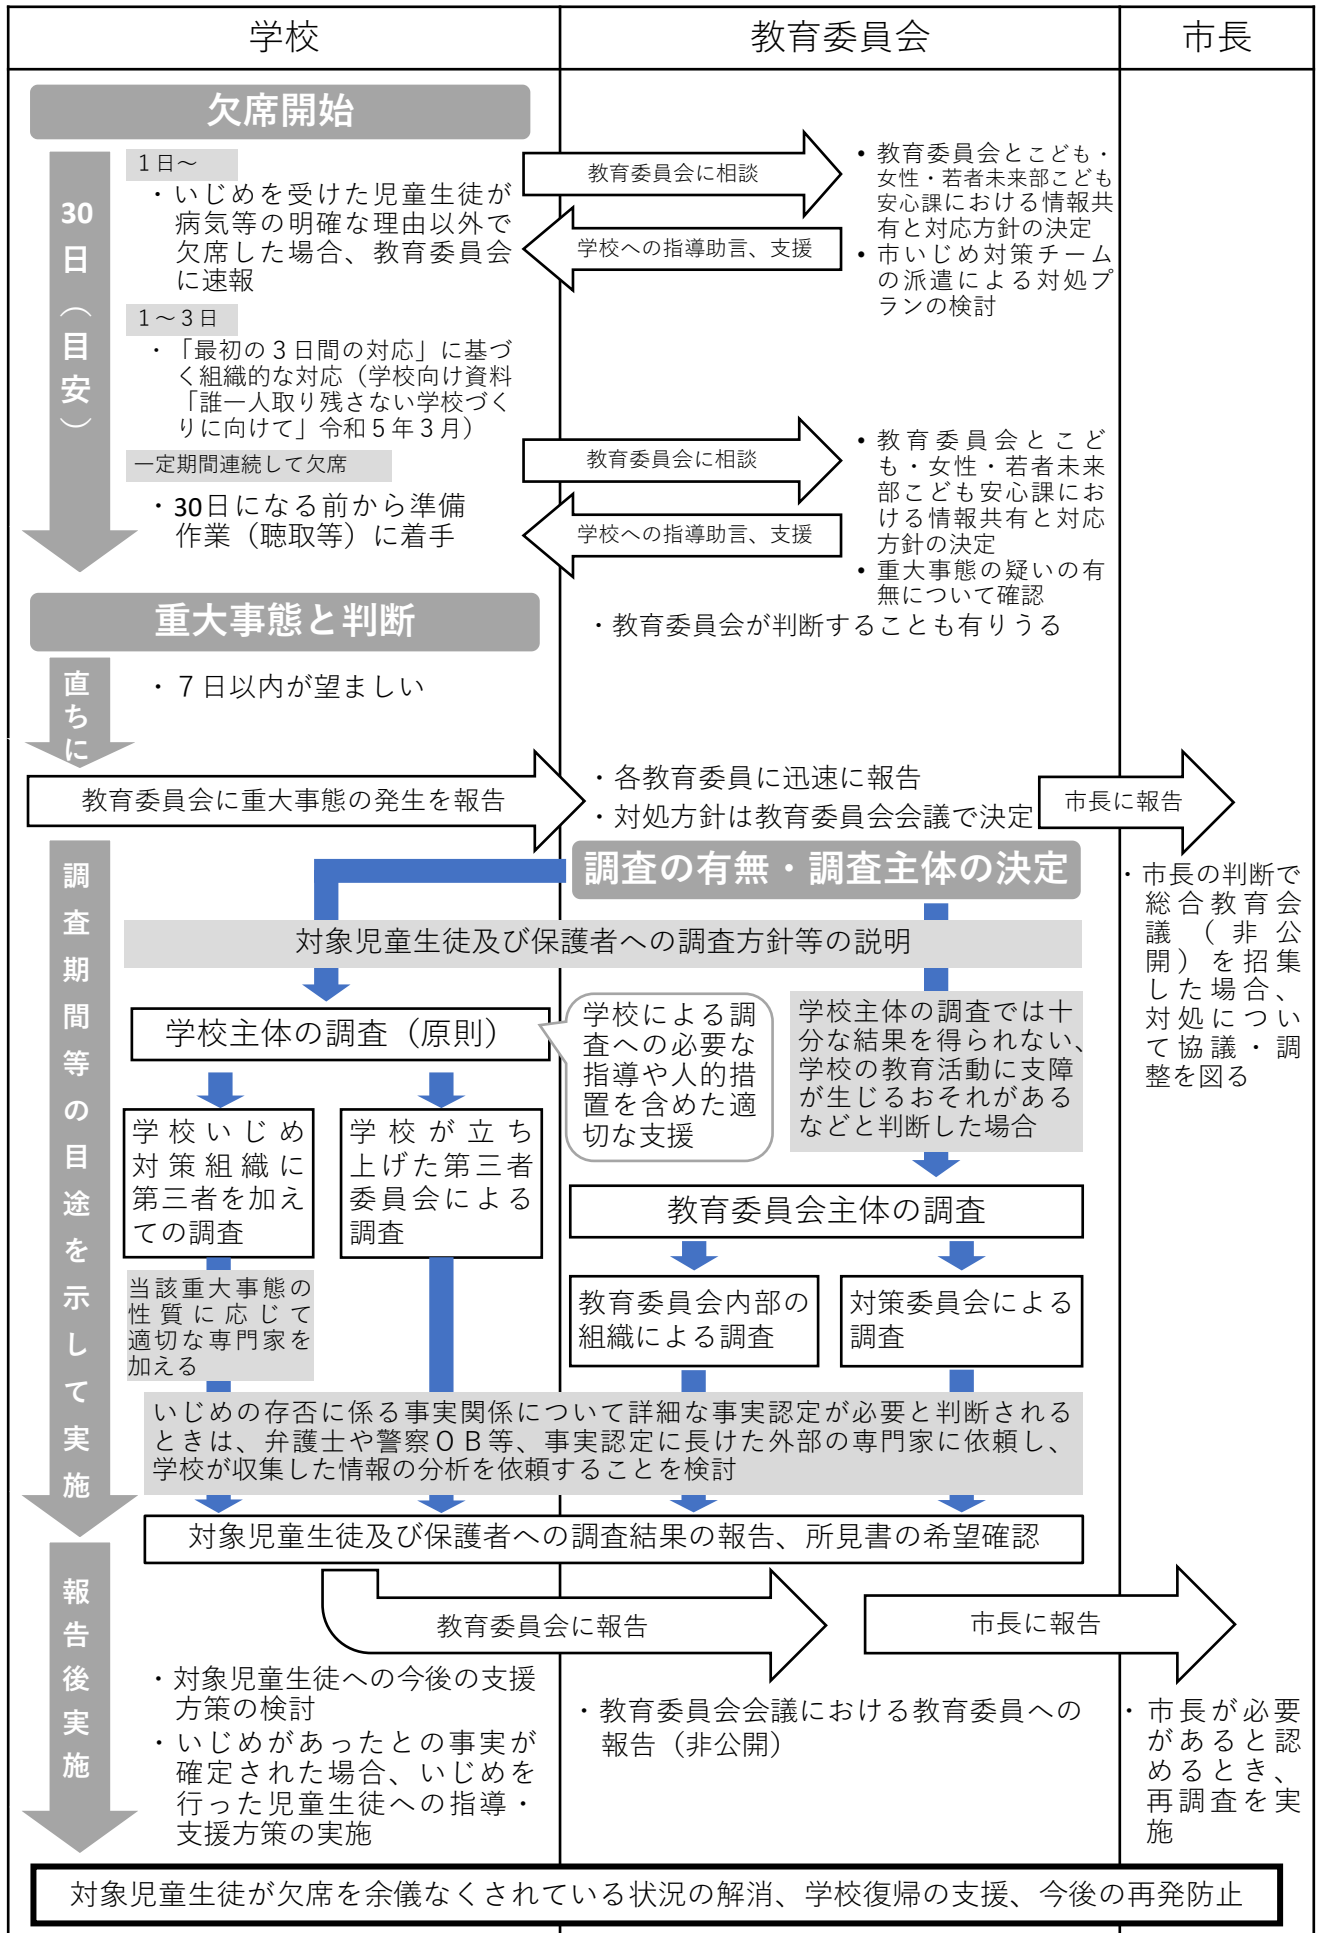 学校
教育委員会
市長
欠席開始
30日（目安）
１日～
・いじめを受けた児童生徒が
病気等の明確な理由以外で
欠席した場合、教育委員会
に速報
教育委員会に相談
学校への指導助言、支援
• 教育委員会とこども・
女性・若者未来部こども
安心課における情報共
有と対応方針の決定
• 市いじめ対策チーム
の派遣による対処プ
ランの検討
１～３日
・「最初の３日間の対応」に基づ
く組織的な対応（学校向け資料
「誰一人取り残さない学校づく
りに向けて」令和５年３月）
一定期間連続して欠席
・30日になる前から準備
作業（聴取等）に着手
教育委員会に相談
学校への指導助言、支援
• 教育委員会とこど
も・女性・若者未来
部こども安心課にお
ける情報共有と対応
方針の決定
• 重大事態の疑いの有
無について確認
重大事態と判断
・教育委員会が判断することも有りうる
直ちに
・７日以内が望ましい
教育委員会に重大事態の発生を報告
・各教育委員に迅速に報告
・対処方針は教育委員会会議で決定
市長に報告
調査期間等の目途を示して実施
調査の有無・調査主体の決定
・市長の判断で
総合教育会
議（非公
開）を招集
した場合、
対処につい
て協議・調
整を図る
対象児童生徒及び保護者への調査方針等の説明
学校主体の調査（原則）
学校による調
査への必要な
指導や人的措
置を含めた適
切な支援
学校主体の調査では十
分な結果を得られない、
学校の教育活動に支障
が生じるおそれがある
などと判断した場合
学校いじめ
対策組織に
第三者を加え
ての調査
学校が立ち
上げた第三者
委員会による
調査
教育委員会主体の調査
当該重大事態の
性質に応じて
適切な専門家を
加える
教育委員会内部の
組織による調査
対策委員会による
調査
いじめの存否に係る事実関係について詳細な事実認定が必要と判断される
ときは、弁護士や警察ＯＢ等、事実認定に長けた外部の専門家に依頼し、
学校が収集した情報の分析を依頼することを検討
対象児童生徒及び保護者への調査結果の報告、所見書の希望確認
報告後実施
教育委員会に報告
市長に報告
・対象児童生徒への今後の支援
方策の検討
・いじめがあったとの事実が
確定された場合、いじめを
行った児童生徒への指導・
支援方策の実施
・教育委員会会議における教育委員への
報告（非公開）
・市長が必要
があると認
めるとき、
再調査を実
施
対象児童生徒が欠席を余儀なくされている状況の解消、学校復帰の支援、今後の再発防止